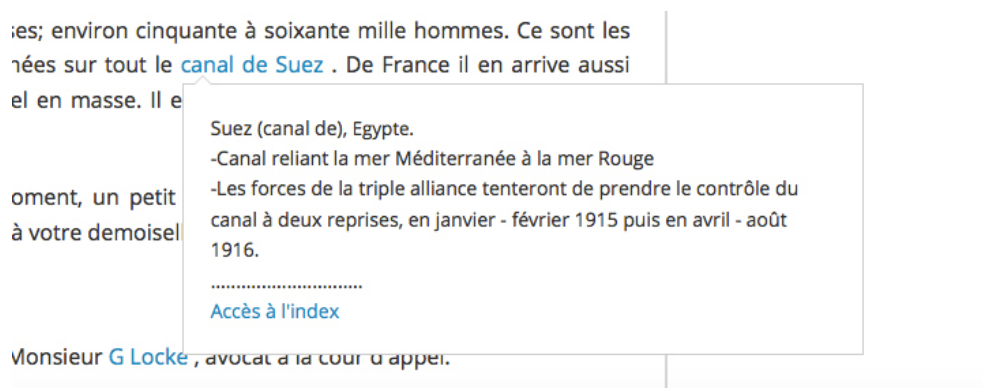 ses; environ cinquante à soixante mille hommes. Ce sont les
nées sur tout le canal de Suez . De France il en arrive aussi
el en masse. Il e
Suez (canal de), Egypte.
-Canal reliant la mer Méditerranée à la mer Rouge
-Les forces de la triple alliance tenteront de prendre le contrôle du
canal à deux reprises, en janvier - février 1915 puis en avril - août
1916.
..............................
Accès à l'index
oment, un petit
à votre demoisel
Monsieur G Locke , avocat à la cour d'appel.